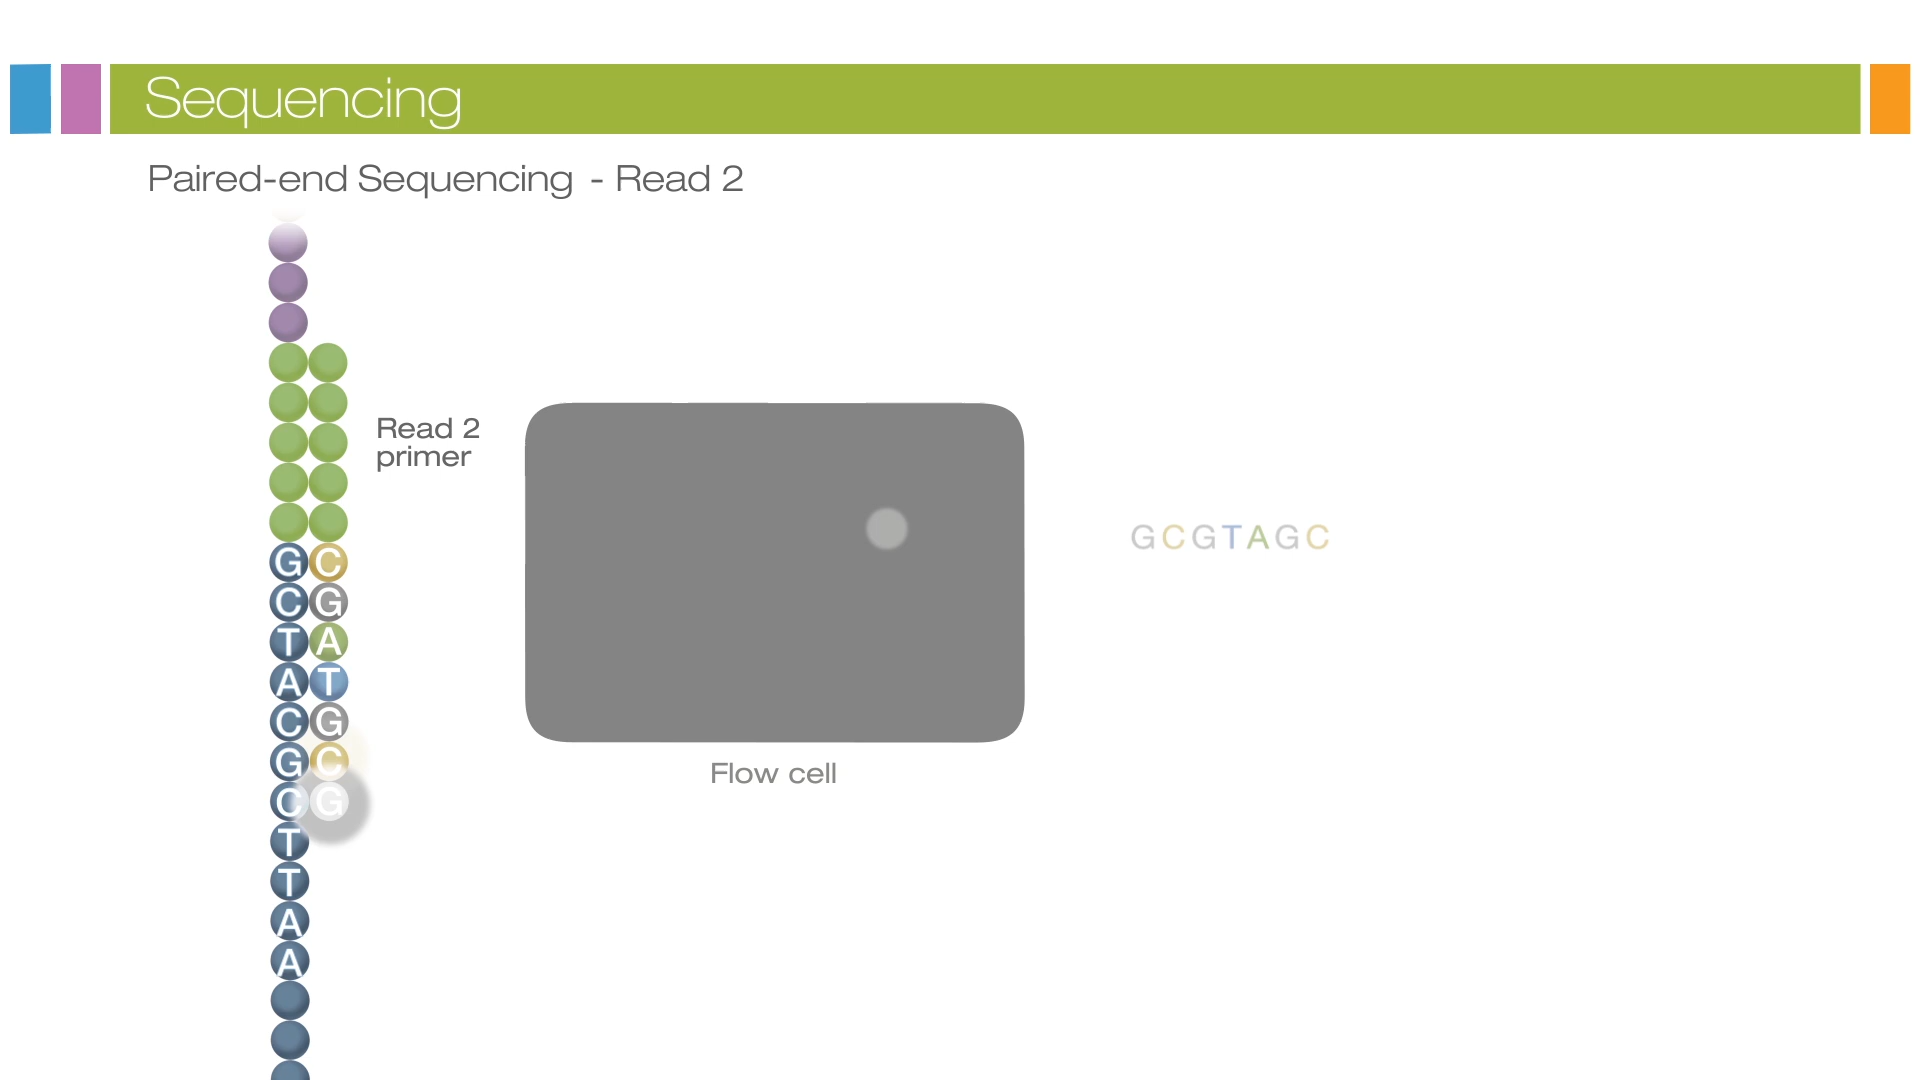 Sequencing
Paired-end Sequencing - Read 2
Read 2
primer
G C
C G
T A
A T
C G
G C
C G
T
T
A
A
GCGTAGC
Flow cell